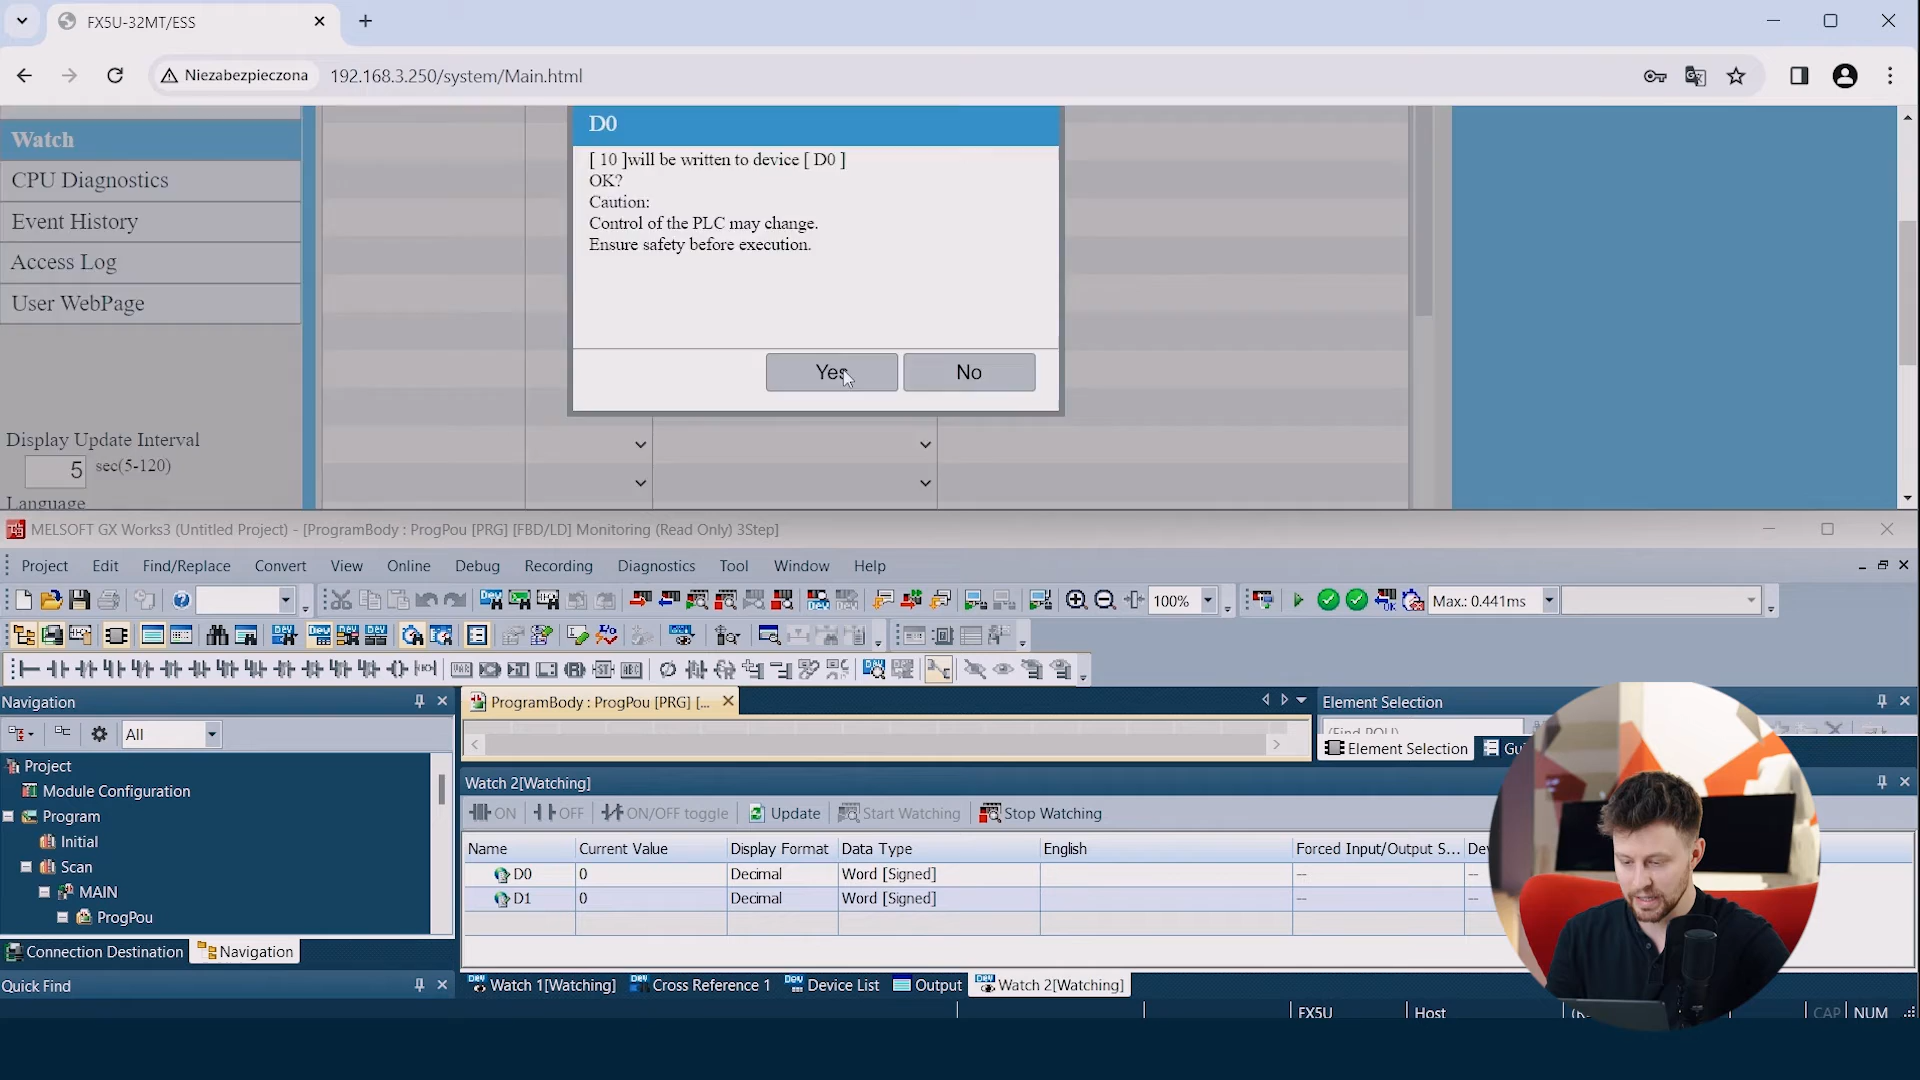 FX5U-32MT/ESS
Niezabezpieczona 192.168.3.250/system/Main.html
Watch
CPU Diagnostics
Event History
Access Log
User WebPage
Display Update Interval
5 sec(5-120)
Language
D0
[ 10 ]will be written to device [ D0 ]
OK?
Caution:
Control of the PLC may change.
Ensure safety before execution.
Yes No
MELSOFT GX Works3 (Untitled Project) - [ProgramBody : ProgPou [PRG] [FBD/LD] Monitoring (Read Only) 3Step]
Project Edit Find/Replace Convert View Online Debug Recording Diagnostics Tool Window Help
100% Max.: 0.441ms
Navigation
All
Project
Module Configuration
Program
Initial
Scan
MAIN
ProgPou
Connection Destination Navigation
Quick Find
ProgramBody : ProgPou [PRG] [...
Element Selection
(Find POU)
Element Selection
Watch 2[Watching]
ON OFF ON/OFF toggle Update Start Watching Stop Watching
Name Current Value Display Format Data Type English Forced Input/Output S...
D0 0 Decimal Word [Signed] --
D1 0 Decimal Word [Signed] --
Watch 1[Watching] Cross Reference 1 Device List Output Watch 2[Watching]
FX5U Host CAP NUM